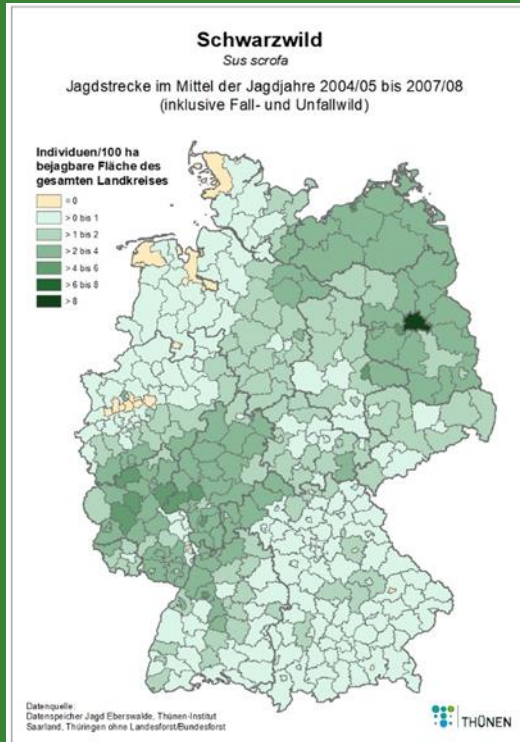 Schwarzwild
Sus scrofa
Jagdstrecke im Mittel der Jagdjahre 2004/05 bis 2007/08
(inklusive Fall- und Unfallwild)
Individuen/100 ha
bejagbare Fläche des
gesamten Landkreises
= 0
> 0 bis 1
> 1 bis 2
> 2 bis 4
> 4 bis 6
> 6 bis 8
> 8
Datenquelle:
Datenspeicher Jagd Eberswalde, Thünen-Institut
Saarland, Thüringen ohne Landesforst/Bundesforst
THÜNEN